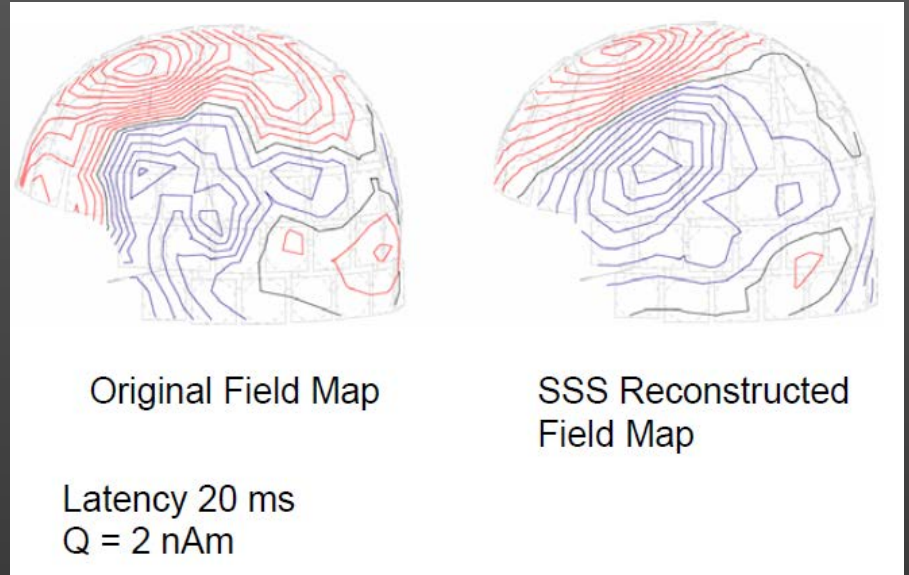 Original Field Map
SSS Reconstructed
Field Map
Latency 20 ms
Q = 2 nAm